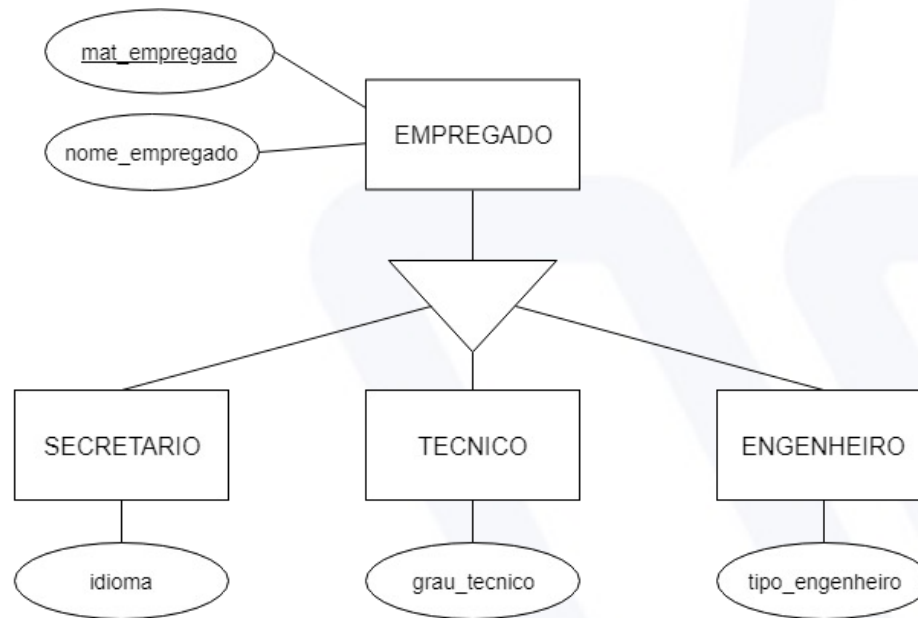 mat_empregado
EMPREGADO
nome_empregado
SECRETARIO
TECNICO
ENGENHEIRO
idioma
grau_tecnico
tipo_engenheiro